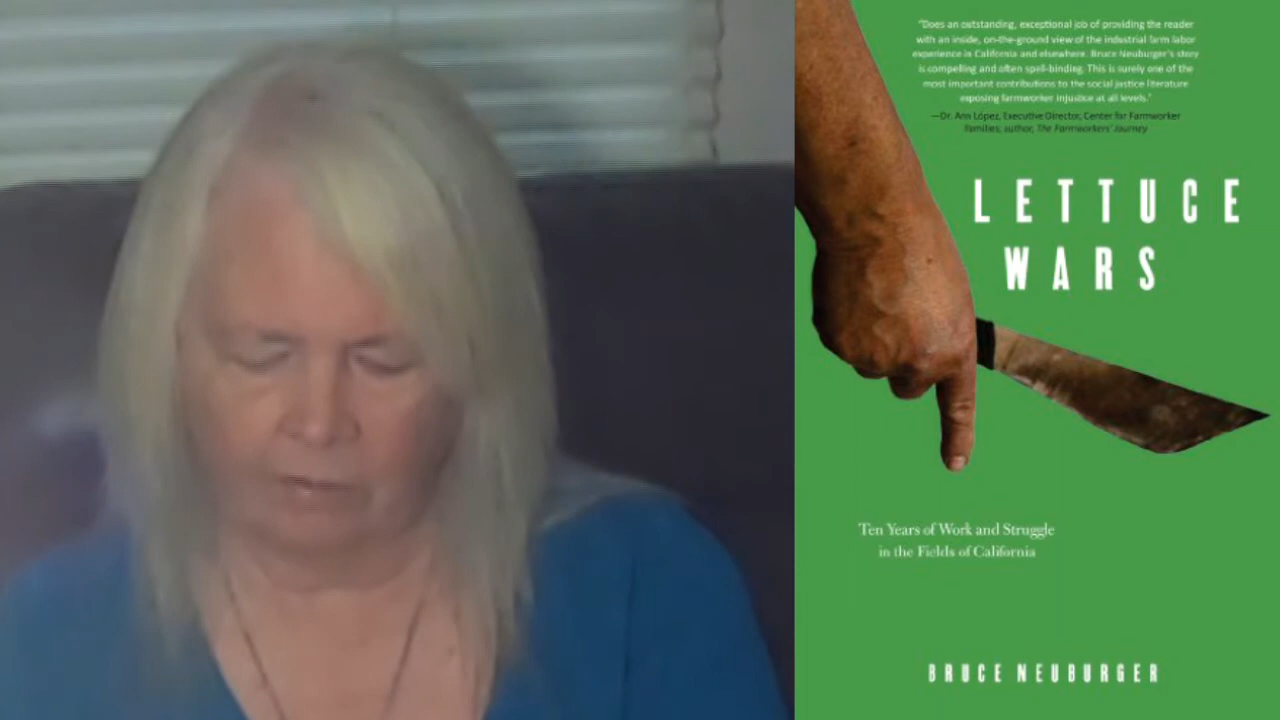 "Does an outstanding, exceptional job of providing the reader
with an inside, on-the-ground view of the industrial farm labor
experience in California and elsewhere. Bruce Neuburger's story
is compelling and often spell-binding. This is surely one of the
most important contributions to the social justice literature
exposing farmworker injustice at all levels."
—Dr. Ann López, Executive Director, Center for Farmworker
Families; author, The Farmworkers' Journey
LETTUCE
WARS
Ten Years of Work and Struggle
in the Fields of California
BRUCE NEUBURGER